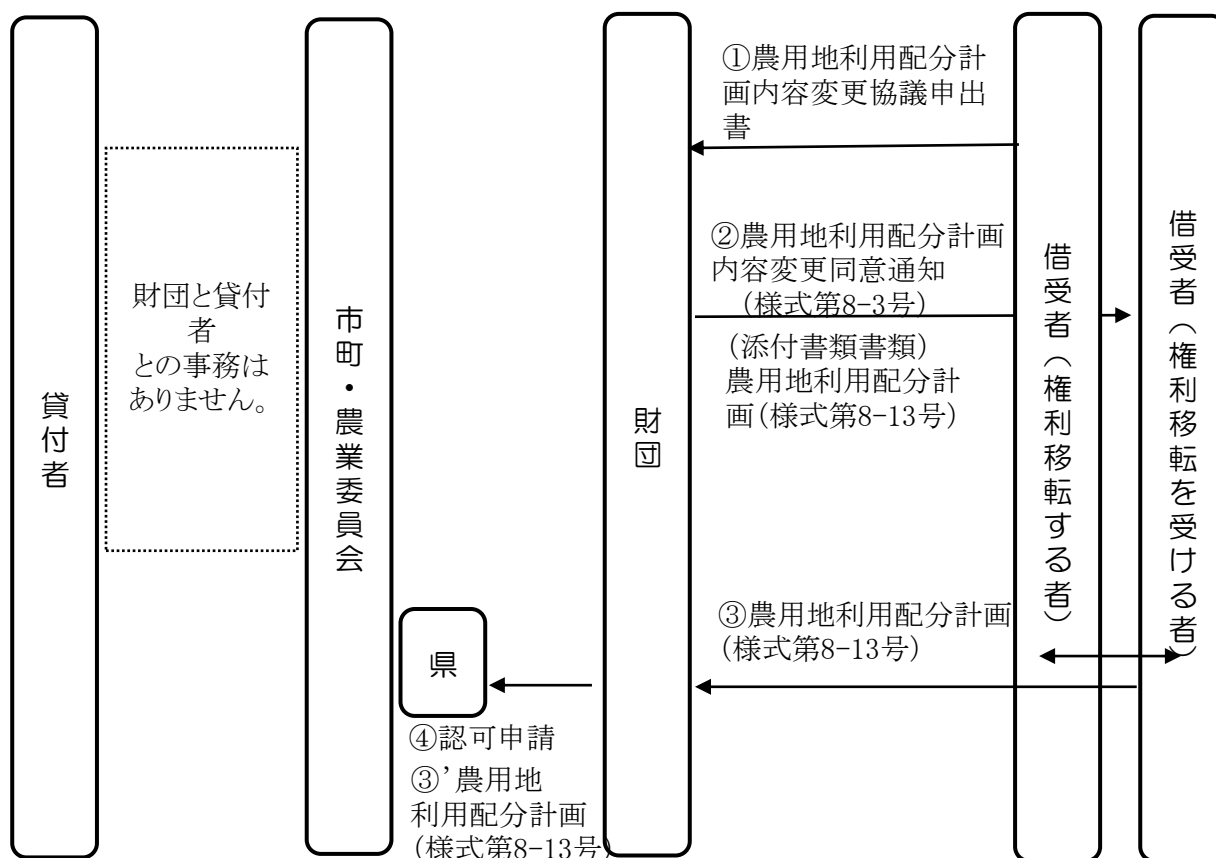 貸付者
財団と貸付
者
との事務は
ありません。
市町・農業委員会
県
④認可申請
③’農用地
利用配分計画
(様式第8-13号)
財団
①農用地利用配分計
画内容変更協議申出
書
②農用地利用配分計画
内容変更同意通知
(様式第8-3号)
(添付書類書類)
農用地利用配分計
画(様式第8-13号)
③農用地利用配分計画
(様式第8-13号)
借受者(権利移転する者)
借受者(権利移転を受ける者)